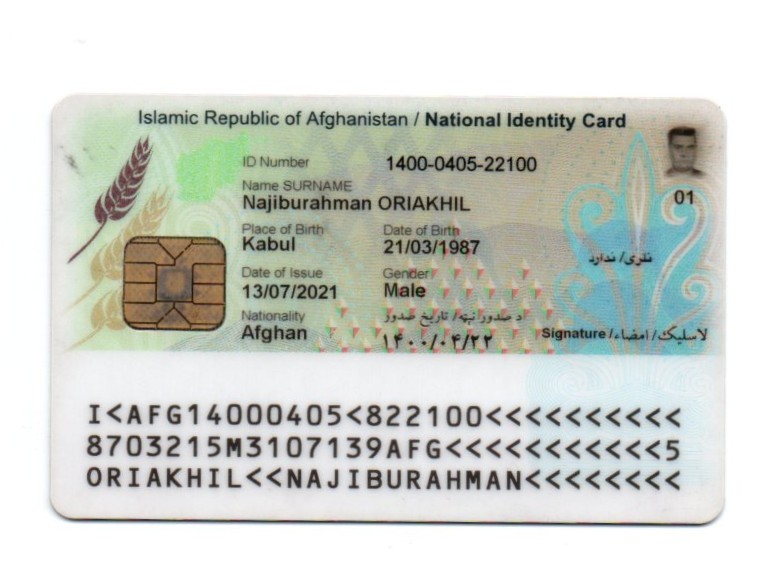 Islamic Republic of Afghanistan / National Identity Card
ID Number 1400-0405-22100
Name SURNAME
Najiburahman ORIAKHIL
01
Place of Birth Date of Birth
Kabul 21/03/1987
نلری/ ندارد
Date of Issue Gender
13/07/2021 Male
Nationality د صدور نېټه/ تاریخ صدور
Afghan ۱۴۰۰/۰۴/۲۲
Signature / امضاء / لاسلیک
I<AFG14000405<822100<<<<<<<<<<
8703215M3107139AFG<<<<<<<<<<<5
ORIAKHIL<<NAJIBURAHMAN<<<<<<<<